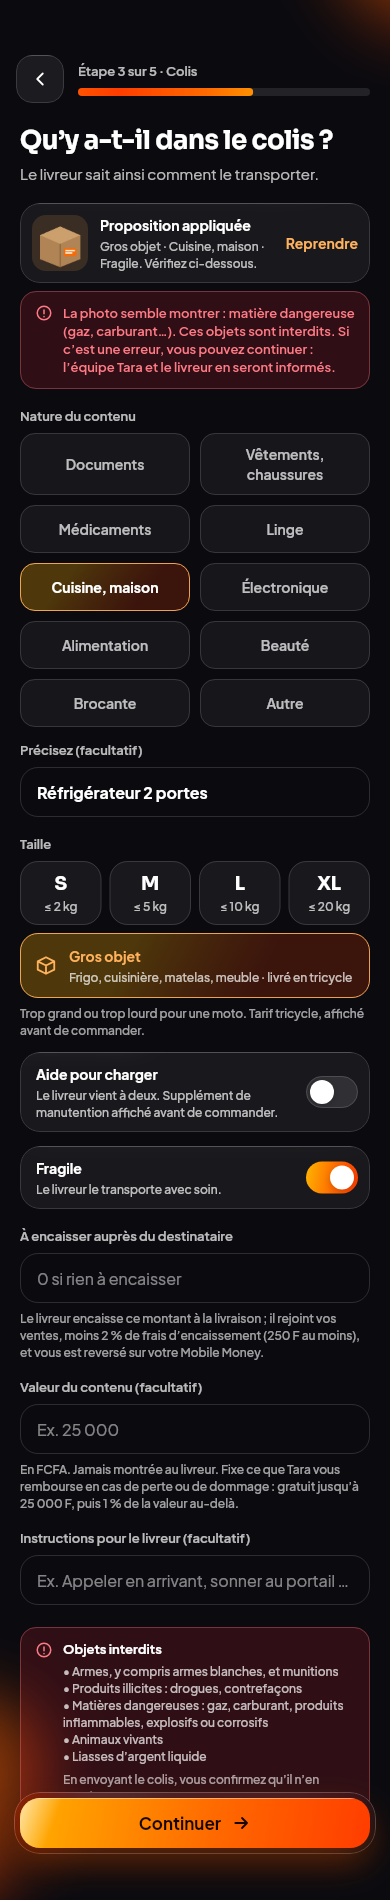 Étape 3 sur 5 · Colis
Qu’y a-t-il dans le colis ?
Le livreur sait ainsi comment le transporter.
Proposition appliquée
Gros objet · Cuisine, maison ·
Fragile. Vérifiez ci-dessous.
Reprendre
La photo semble montrer : matière dangereuse
(gaz, carburant…). Ces objets sont interdits. Si
c’est une erreur, vous pouvez continuer :
l’équipe Tara et le livreur en seront informés.
Nature du contenu
Documents
Vêtements,
chaussures
Médicaments
Linge
Cuisine, maison
Électronique
Alimentation
Beauté
Brocante
Autre
Précisez (facultatif)
Réfrigérateur 2 portes
Taille
S
≤ 2 kg
M
≤ 5 kg
L
≤ 10 kg
XL
≤ 20 kg
Gros objet
Frigo, cuisinière, matelas, meuble · livré en tricycle
Trop grand ou trop lourd pour une moto. Tarif tricycle, affiché
avant de commander.
Aide pour charger
Le livreur vient à deux. Supplément de
manutention affiché avant de commander.
Fragile
Le livreur le transporte avec soin.
À encaisser auprès du destinataire
0 si rien à encaisser
Le livreur encaisse ce montant à la livraison ; il rejoint vos
ventes, moins 2 % de frais d’encaissement (250 F au moins),
et vous est reversé sur votre Mobile Money.
Valeur du contenu (facultatif)
Ex. 25 000
En FCFA. Jamais montrée au livreur. Fixe ce que Tara vous
rembourse en cas de perte ou de dommage : gratuit jusqu’à
25 000 F, puis 1 % de la valeur au-delà.
Instructions pour le livreur (facultatif)
Ex. Appeler en arrivant, sonner au portail …
Objets interdits
• Armes, y compris armes blanches, et munitions
• Produits illicites : drogues, contrefaçons
• Matières dangereuses : gaz, carburant, produits
inflammables, explosifs ou corrosifs
• Animaux vivants
• Liasses d’argent liquide
En envoyant le colis, vous confirmez qu’il n’en
Continuer